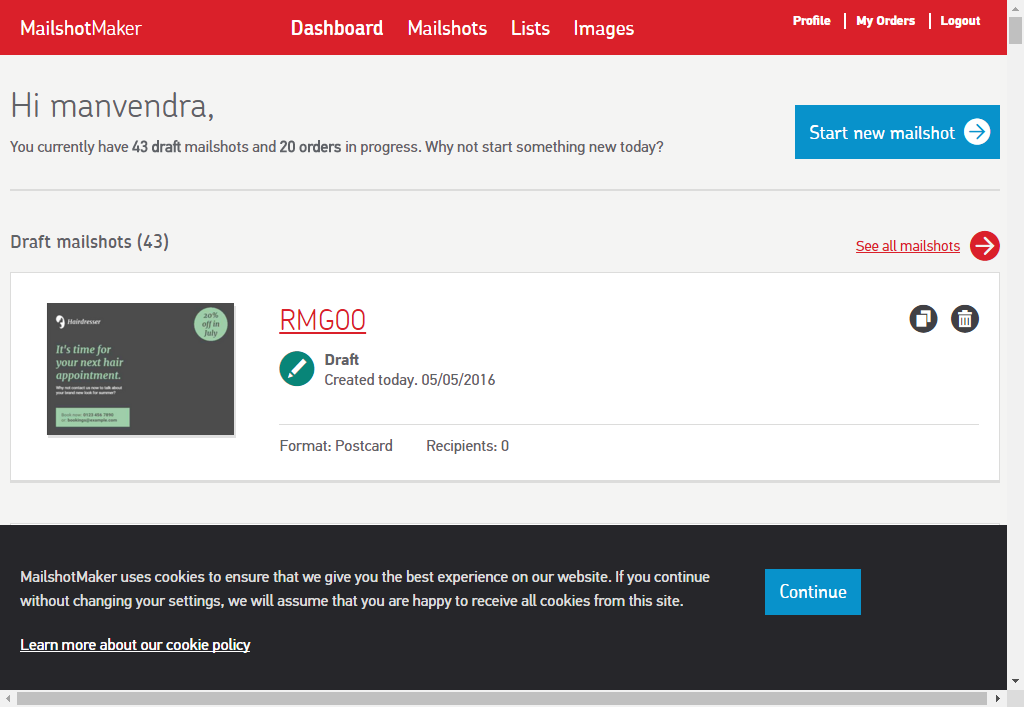 MailshotMaker
Dashboard Mailshots Lists Images
Profile My Orders Logout
Hi manvendra,
You currently have 43 draft mailshots and 20 orders in progress. Why not start something new today?
Start new mailshot
Draft mailshots (43)
See all mailshots
Hairdresser
20%
off in
July
It's time for
your next hair
appointment.
Why not contact us now to talk about
your brand new look for summer?
Book now: 0123 456 7890
or: bookings@example.com
RMG00
Draft
Created today. 05/05/2016
Format: Postcard Recipients: 0
MailshotMaker uses cookies to ensure that we give you the best experience on our website. If you continue
without changing your settings, we will assume that you are happy to receive all cookies from this site.
Continue
Learn more about our cookie policy